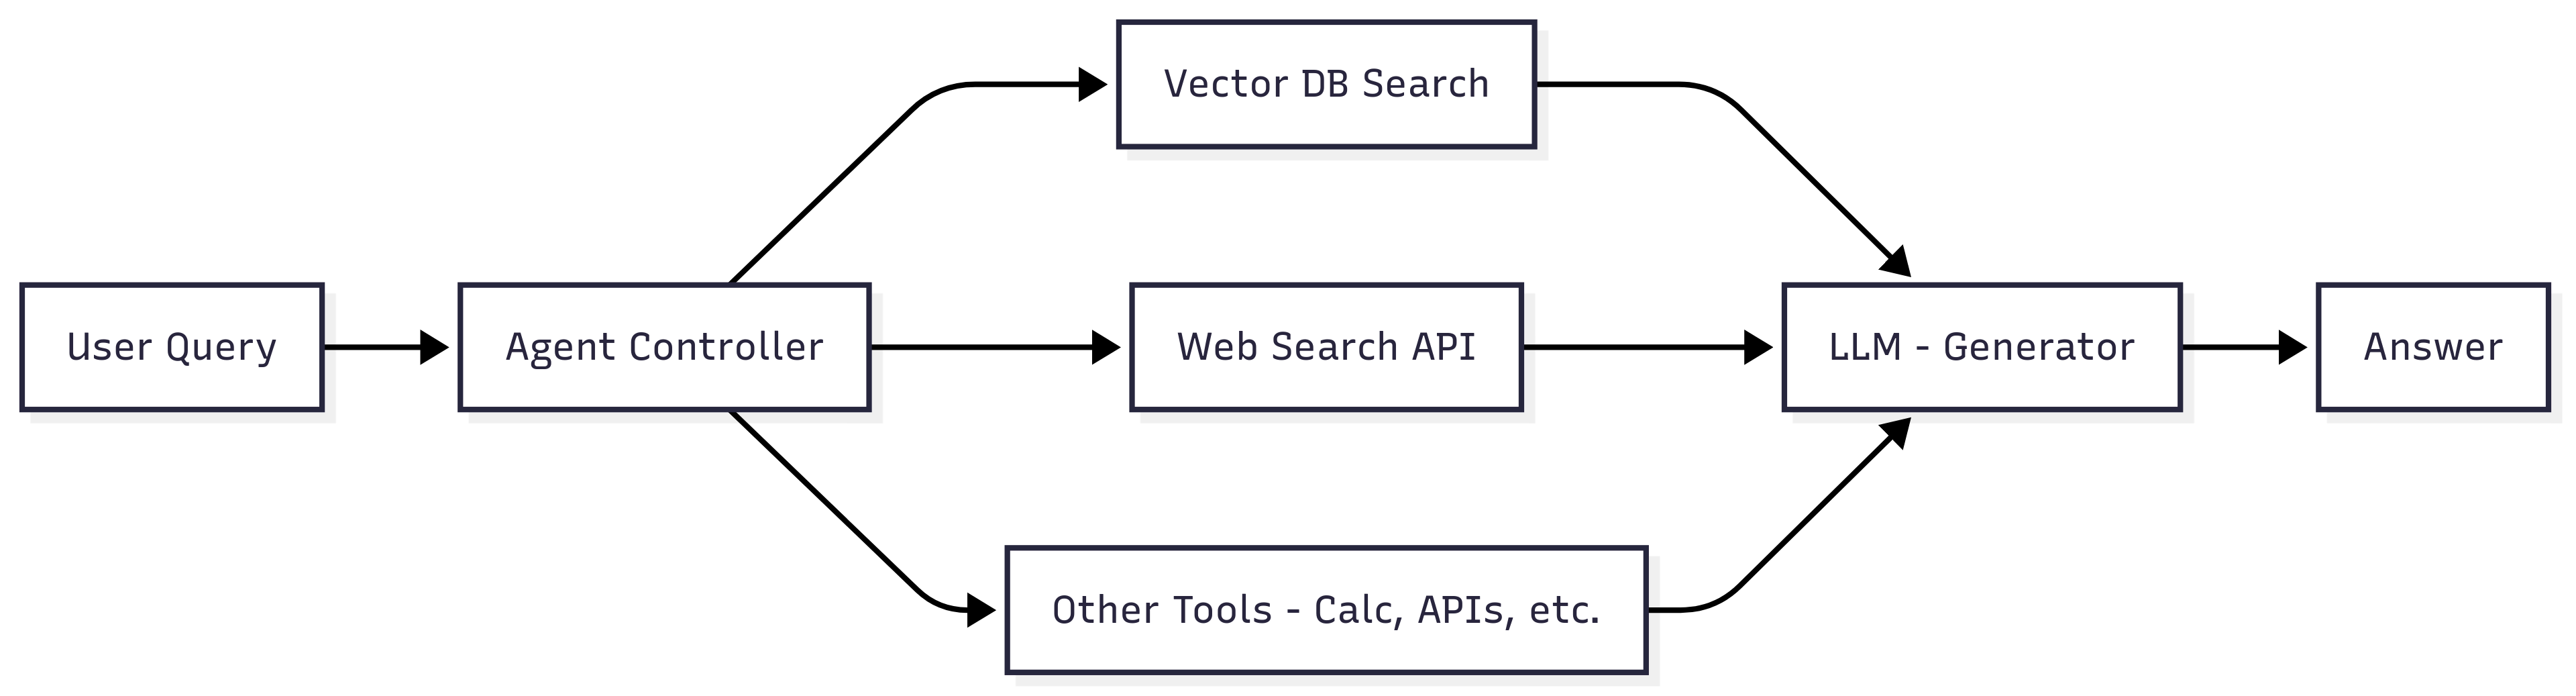 Vector DB Search
User Query
Agent Controller
Web Search API
LLM - Generator
Answer
Other Tools - Calc, APIs, etc.